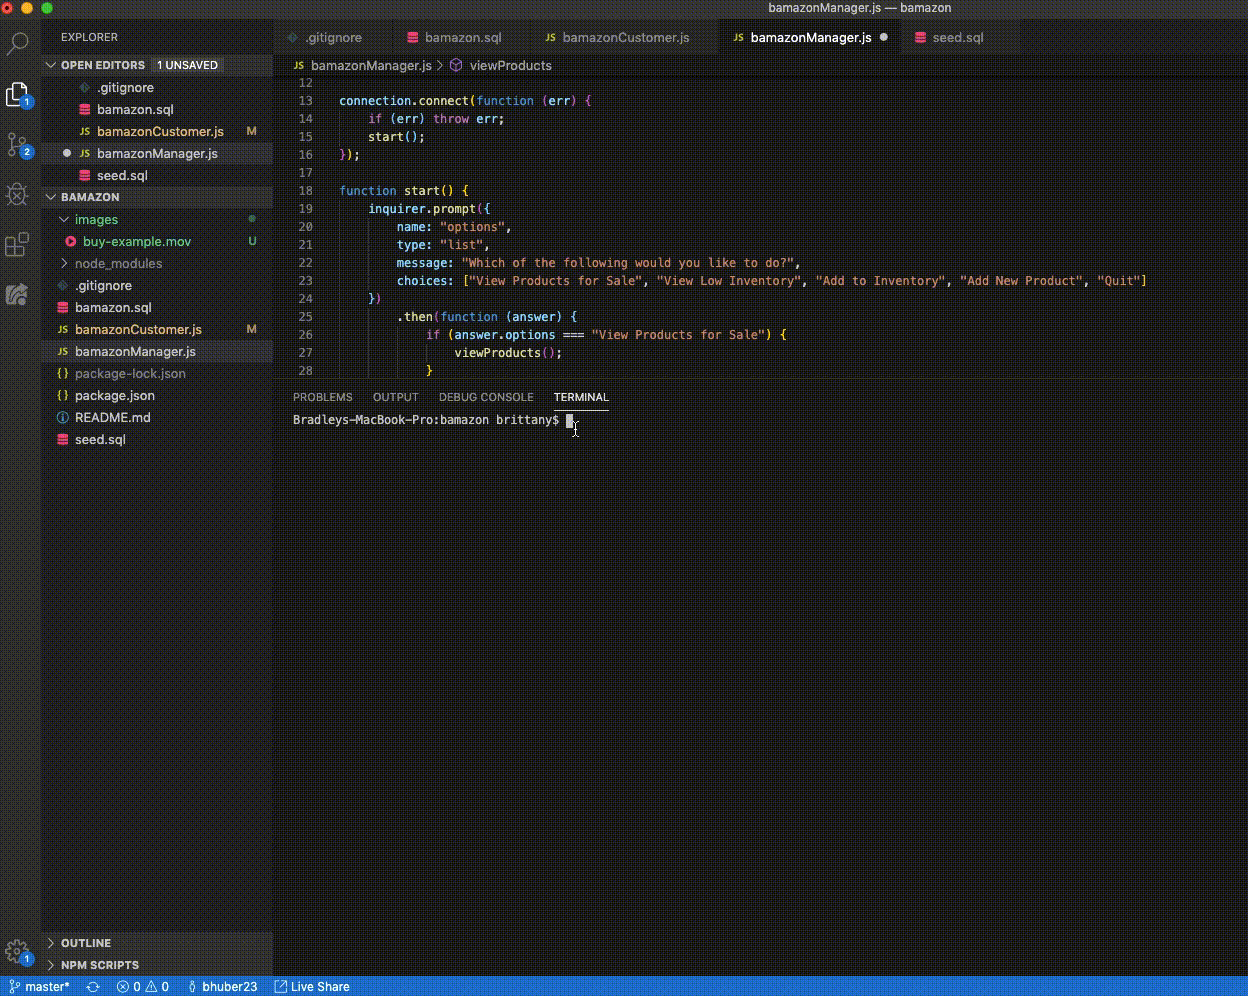 bamazonManager.js — bamazon
EXPLORER
OPEN EDITORS 1 UNSAVED
.gitignore
bamazon.sql
JS bamazonCustomer.js M
JS bamazonManager.js
seed.sql
BAMAZON
images
buy-example.mov U
node_modules
.gitignore
bamazon.sql
JS bamazonCustomer.js M
JS bamazonManager.js
{} package-lock.json
{} package.json
README.md
seed.sql
OUTLINE
NPM SCRIPTS
1
2
1
.gitignore bamazon.sql JS bamazonCustomer.js JS bamazonManager.js seed.sql
JS bamazonManager.js > viewProducts
12
13 connection.connect(function (err) {
14 if (err) throw err;
15 start();
16 });
17
18 function start() {
19 inquirer.prompt({
20 name: "options",
21 type: "list",
22 message: "Which of the following would you like to do?",
23 choices: ["View Products for Sale", "View Low Inventory", "Add to Inventory", "Add New Product", "Quit"]
24 })
25 .then(function (answer) {
26 if (answer.options === "View Products for Sale") {
27 viewProducts();
28 }
PROBLEMS OUTPUT DEBUG CONSOLE TERMINAL
Bradleys-MacBook-Pro:bamazon brittany$
master* 0 0 bhuber23 Live Share